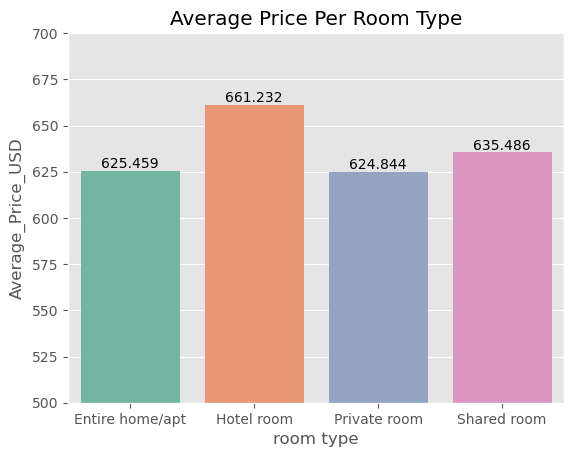 Average Price Per Room Type
Average_Price_USD
700
675
650
625
600
575
550
525
500
625.459
661.232
624.844
635.486
Entire home/apt
Hotel room
Private room
Shared room
room type